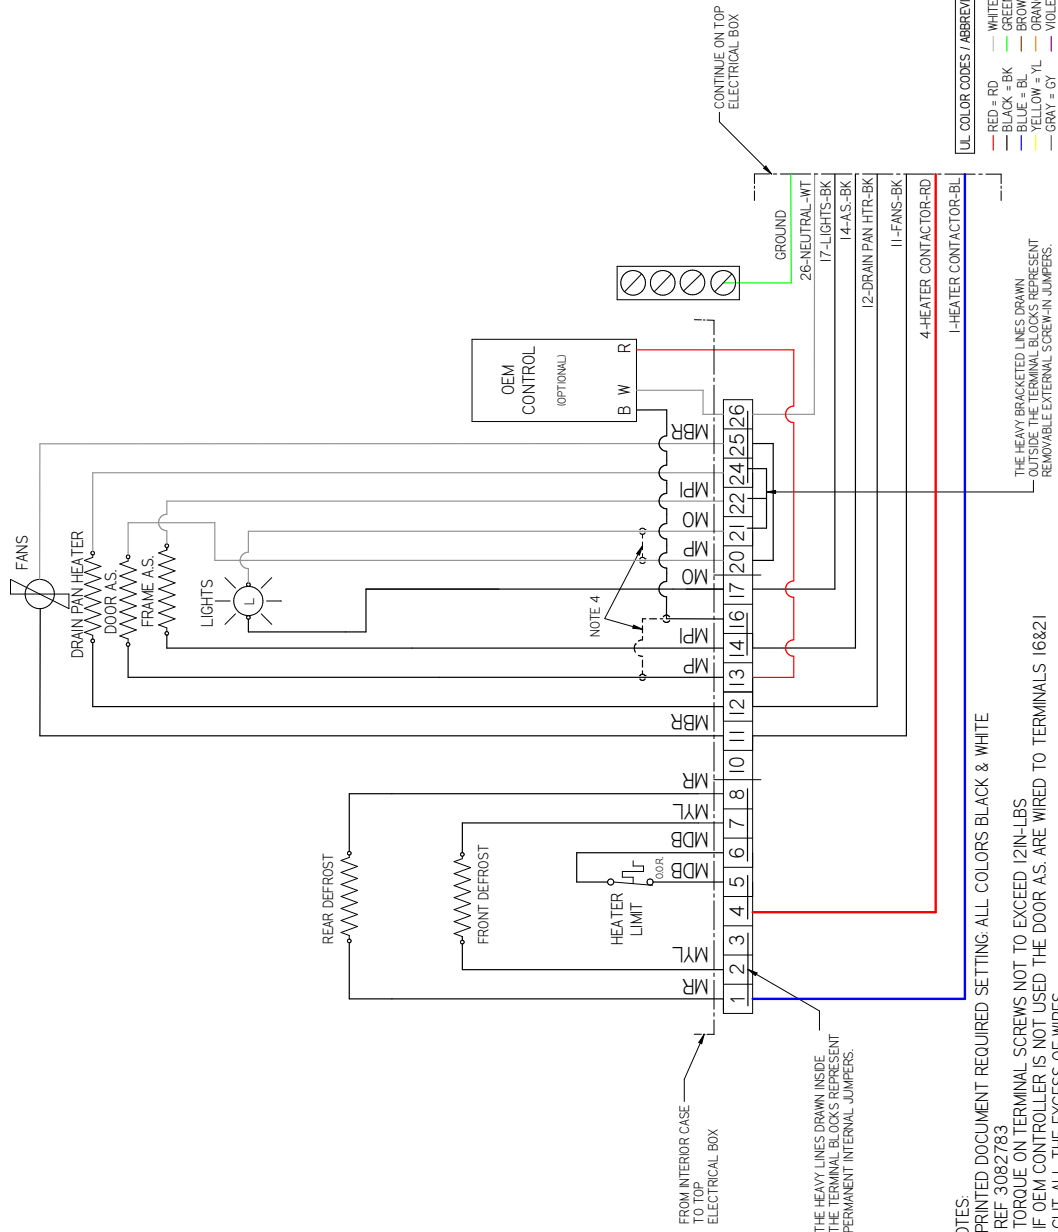 FANS
DRAIN PAN HEATER
DOOR A.S.
FRAME A.S.
LIGHTS
L
NOTE 4
REAR DEFROST
FRONT DEFROST
HEATER
LIMIT
O.O.R.
OEM
CONTROL
(OPTIONAL)
B W R
MR
MYL
MDB
MDB
MYL
MR
MBR
MP
MPI
MO
MP
MO
MPI
MBR
1 2 3 4 5 6 7 8 10 11 12 13 14 16 17 20 21 22 24 25 26
FROM INTERIOR CASE
TO TOP
ELECTRICAL BOX
CONTINUE ON TOP
ELECTRICAL BOX
GROUND
26-NEUTRAL-WT
17-LIGHTS-BK
14-A.S.-BK
12-DRAIN PAN HTR-BK
11-FANS-BK
4-HEATER CONTACTOR-RD
1-HEATER CONTACTOR-BL
THE HEAVY LINES DRAWN INSIDE
THE TERMINAL BLOCKS REPRESENT
PERMANENT INTERNAL JUMPERS.
THE HEAVY BRACKETED LINES DRAWN
OUTSIDE THE TERMINAL BLOCKS REPRESENT
REMOVABLE EXTERNAL SCREW-IN JUMPERS.
UL COLOR CODES / ABBREVI
RED = RD WHITE
BLACK = BK GREEN
BLUE = BL BROW
YELLOW = YL ORAN
GRAY = GY VIOLE
OTES:
PRINTED DOCUMENT REQUIRED SETTING: ALL COLORS BLACK & WHITE
REF 3082783
TORQUE ON TERMINAL SCREWS NOT TO EXCEED 12IN-LBS
IF OEM CONTROLLER IS NOT USED THE DOOR A.S. ARE WIRED TO TERMINALS 16&21
CUT ALL THE EXCESS OF WIRES